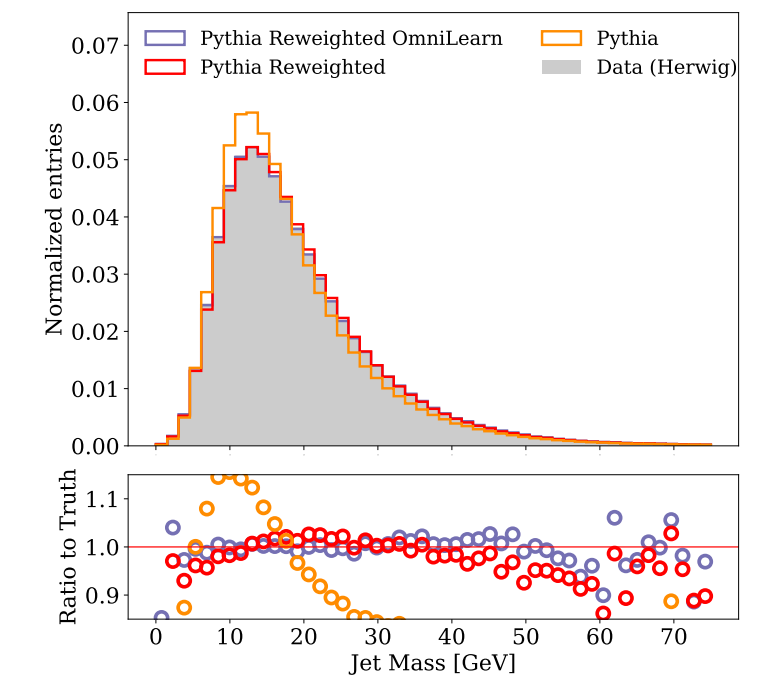 Pythia Reweighted OmniLearn
Pythia Reweighted
Pythia
Data (Herwig)
Normalized entries
0.07
0.06
0.05
0.04
0.03
0.02
0.01
0.00
Ratio to Truth
1.1
1.0
0.9
0 10 20 30 40 50 60 70
Jet Mass [GeV]